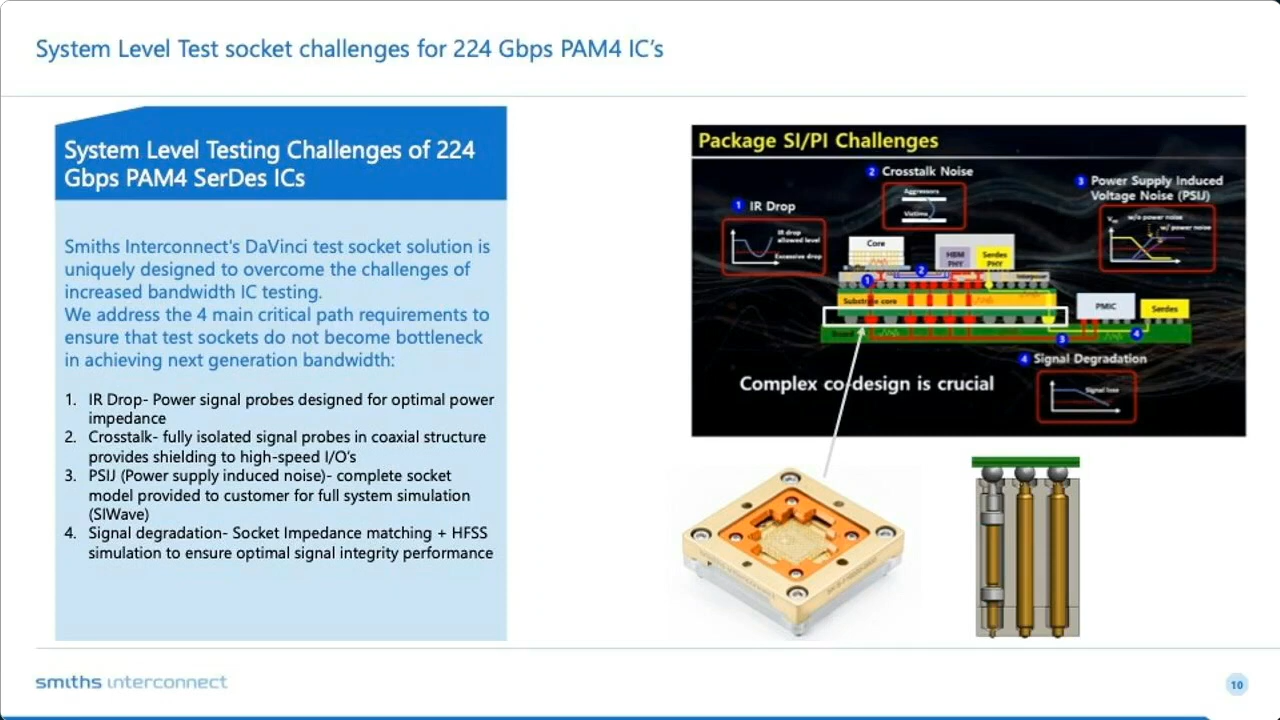 System Level Test socket challenges for 224 Gbps PAM4 IC’s
System Level Testing Challenges of 224
Gbps PAM4 SerDes ICs
Smiths Interconnect's DaVinci test socket solution is
uniquely designed to overcome the challenges of
increased bandwidth IC testing.
We address the 4 main critical path requirements to
ensure that test sockets do not become bottleneck
in achieving next generation bandwidth:
1. IR Drop- Power signal probes designed for optimal power
impedance
2. Crosstalk- fully isolated signal probes in coaxial structure
provides shielding to high-speed I/O’s
3. PSIJ (Power supply induced noise)- complete socket
model provided to customer for full system simulation
(SIWave)
4. Signal degradation- Socket Impedance matching + HFSS
simulation to ensure optimal signal integrity performance
Package SI/PI Challenges
2 Crosstalk Noise
Aggressors
Victims
3 Power Supply Induced
Voltage Noise (PSIJ)
w/o power noise
w/ power noise
1 IR Drop
IR drop
allowed level
Excessive drop
Core
HBM
PHY
Serdes
PHY
Interposer
1
2
Substrate core
PMIC
Serdes
3
4
4 Signal Degradation
Signal loss
Complex co-design is crucial
smiths interconnect
10